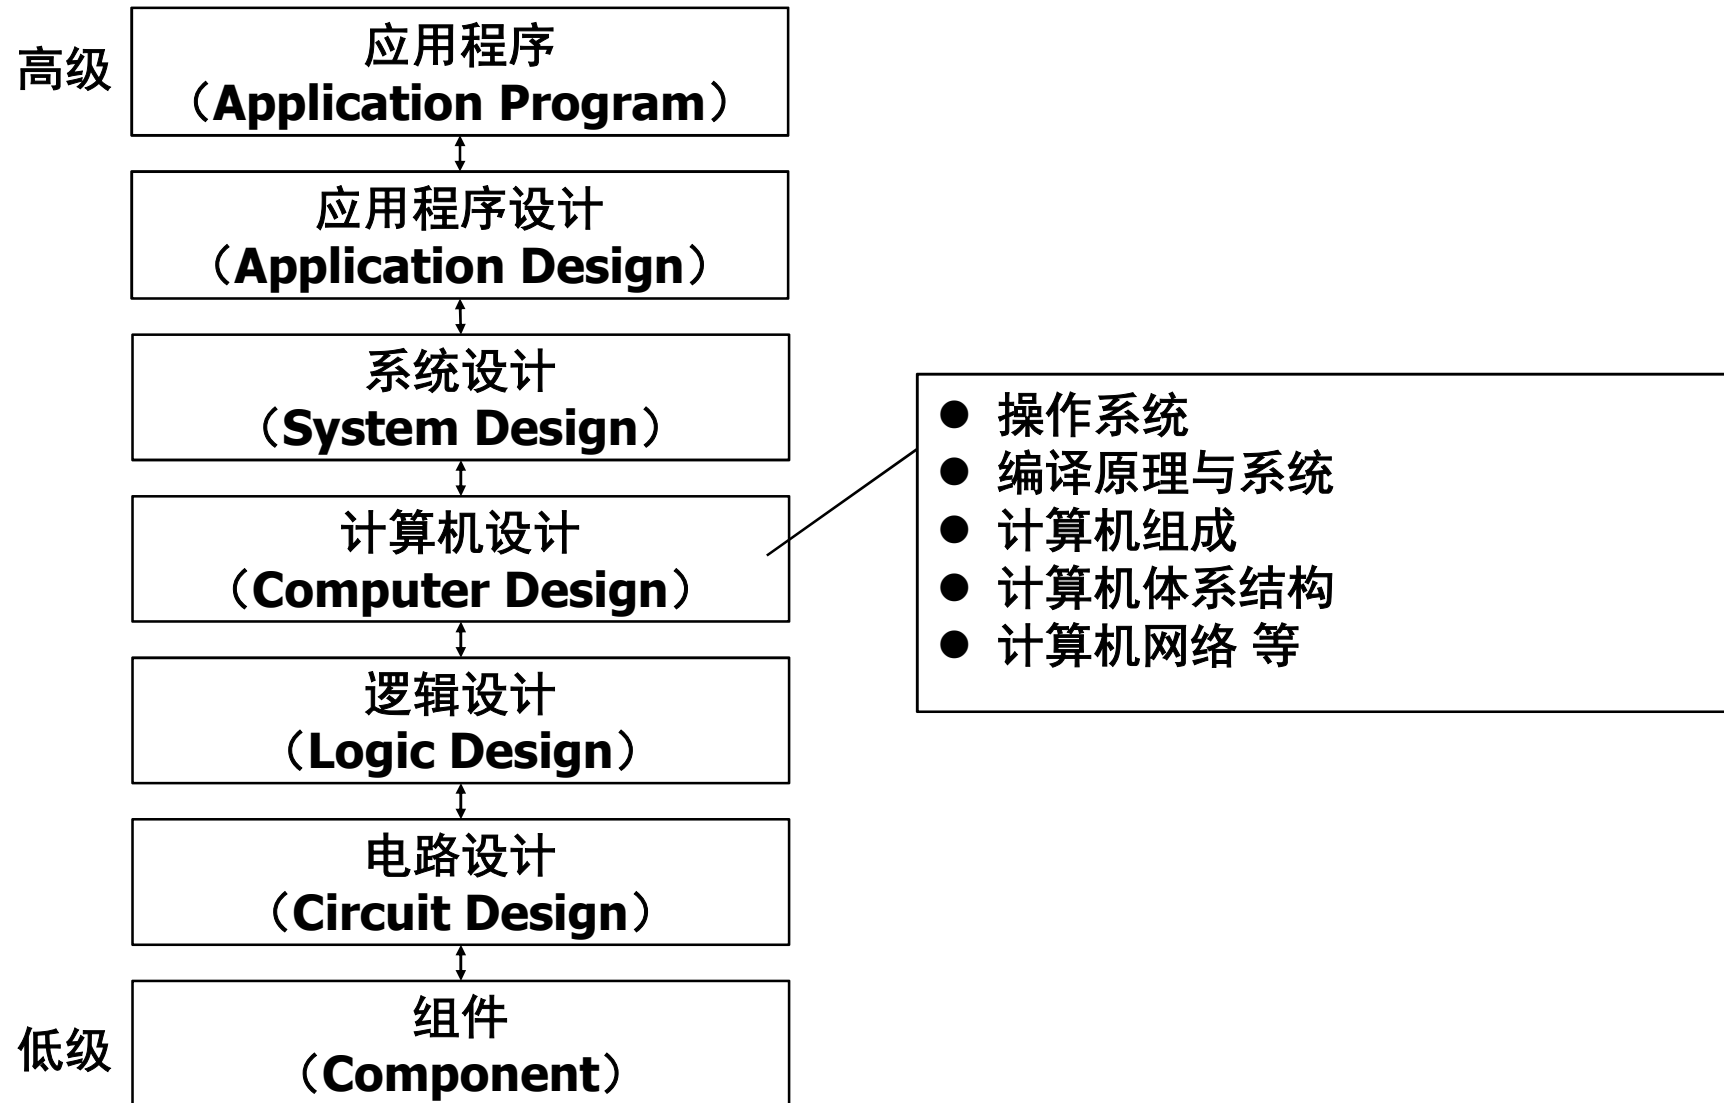 高级
应用程序
（Application Program）
应用程序设计
（Application Design）
系统设计
（System Design）
计算机设计
（Computer Design）
● 操作系统
● 编译原理与系统
● 计算机组成
● 计算机体系结构
● 计算机网络 等
逻辑设计
（Logic Design）
电路设计
（Circuit Design）
低级
组件
（Component）